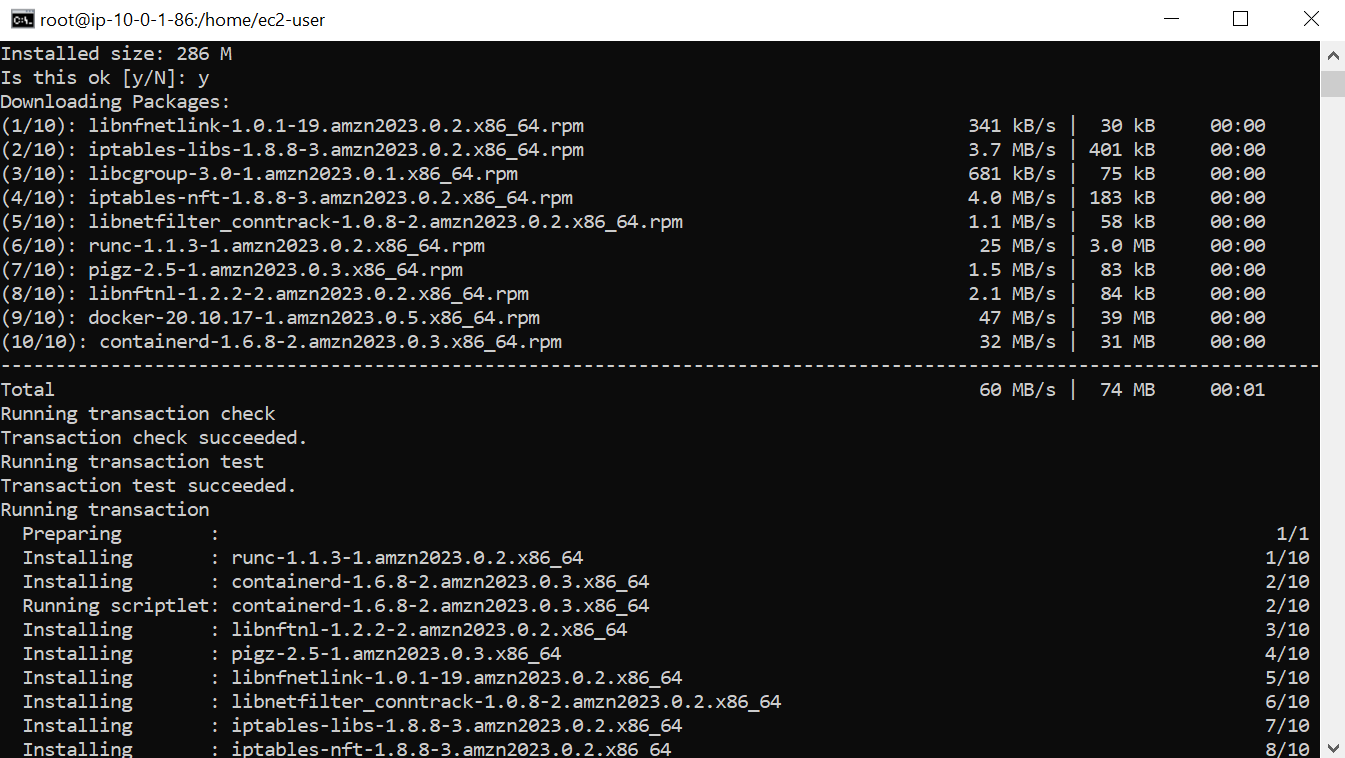 root@ip-10-0-1-86:/home/ec2-user
Installed size: 286 M
Is this ok [y/N]: y
Downloading Packages:
(1/10): libnfnetlink-1.0.1-19.amzn2023.0.2.x86_64.rpm 341 kB/s | 30 kB 00:00
(2/10): iptables-libs-1.8.8-3.amzn2023.0.2.x86_64.rpm 3.7 MB/s | 401 kB 00:00
(3/10): libcgroup-3.0-1.amzn2023.0.1.x86_64.rpm 681 kB/s | 75 kB 00:00
(4/10): iptables-nft-1.8.8-3.amzn2023.0.2.x86_64.rpm 4.0 MB/s | 183 kB 00:00
(5/10): libnetfilter_conntrack-1.0.8-2.amzn2023.0.2.x86_64.rpm 1.1 MB/s | 58 kB 00:00
(6/10): runc-1.1.3-1.amzn2023.0.2.x86_64.rpm 25 MB/s | 3.0 MB 00:00
(7/10): pigz-2.5-1.amzn2023.0.3.x86_64.rpm 1.5 MB/s | 83 kB 00:00
(8/10): libnftnl-1.2.2-2.amzn2023.0.2.x86_64.rpm 2.1 MB/s | 84 kB 00:00
(9/10): docker-20.10.17-1.amzn2023.0.5.x86_64.rpm 47 MB/s | 39 MB 00:00
(10/10): containerd-1.6.8-2.amzn2023.0.3.x86_64.rpm 32 MB/s | 31 MB 00:00
--------------------------------------------------------------------------------
Total 60 MB/s | 74 MB 00:01
Running transaction check
Transaction check succeeded.
Running transaction test
Transaction test succeeded.
Running transaction
Preparing : 1/1
Installing : runc-1.1.3-1.amzn2023.0.2.x86_64 1/10
Installing : containerd-1.6.8-2.amzn2023.0.3.x86_64 2/10
Running scriptlet: containerd-1.6.8-2.amzn2023.0.3.x86_64 2/10
Installing : libnftnl-1.2.2-2.amzn2023.0.2.x86_64 3/10
Installing : pigz-2.5-1.amzn2023.0.3.x86_64 4/10
Installing : libnfnetlink-1.0.1-19.amzn2023.0.2.x86_64 5/10
Installing : libnetfilter_conntrack-1.0.8-2.amzn2023.0.2.x86_64 6/10
Installing : iptables-libs-1.8.8-3.amzn2023.0.2.x86_64 7/10
Installing : iptables-nft-1.8.8-3.amzn2023.0.2.x86_64 8/10